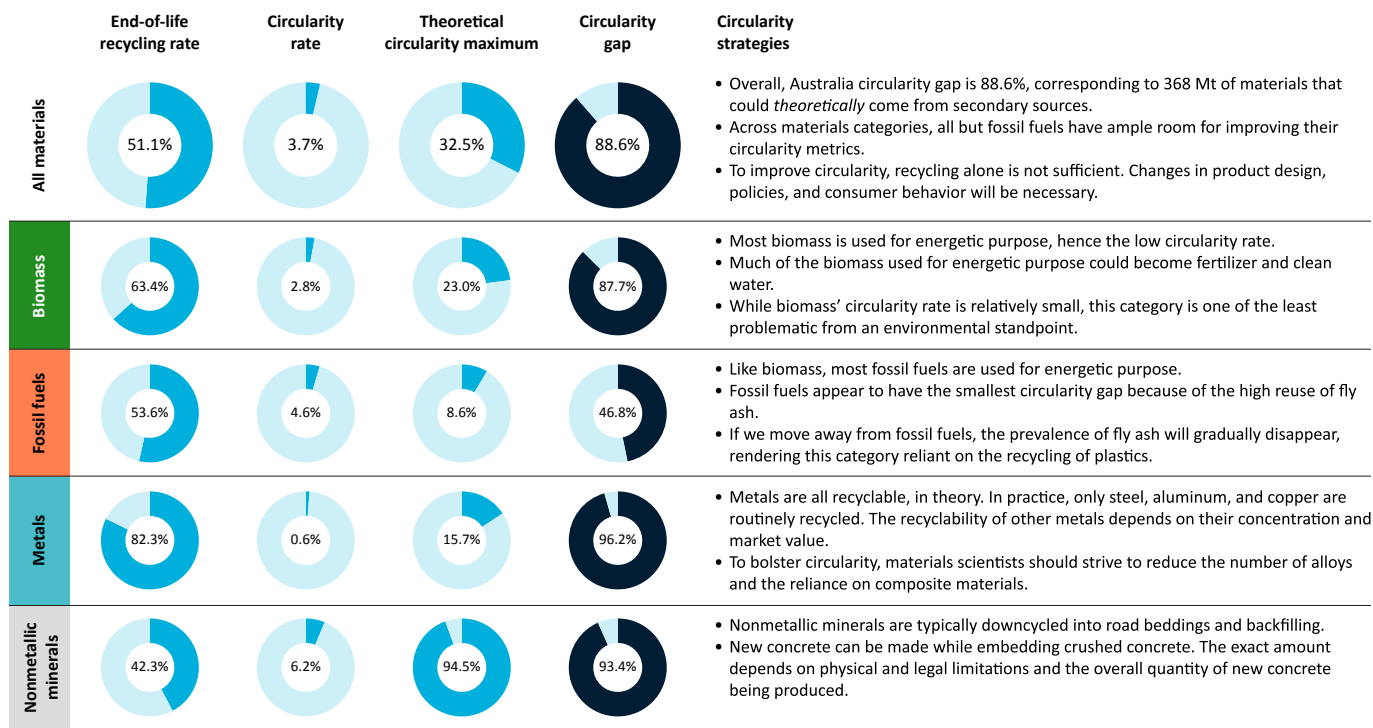 End-of-life
recycling rate
Circularity
rate
Theoretical
circularity maximum
Circularity
gap
Circularity
strategies
All materials
51.1%
3.7%
32.5%
88.6%
• Overall, Australia circularity gap is 88.6%, corresponding to 368 Mt of materials that
could theoretically come from secondary sources.
• Across materials categories, all but fossil fuels have ample room for improving their
circularity metrics.
• To improve circularity, recycling alone is not sufficient. Changes in product design,
policies, and consumer behavior will be necessary.
Biomass
63.4%
2.8%
23.0%
87.7%
• Most biomass is used for energetic purpose, hence the low circularity rate.
• Much of the biomass used for energetic purpose could become fertilizer and clean
water.
• While biomass’ circularity rate is relatively small, this category is one of the least
problematic from an environmental standpoint.
Fossil fuels
53.6%
4.6%
8.6%
46.8%
• Like biomass, most fossil fuels are used for energetic purpose.
• Fossil fuels appear to have the smallest circularity gap because of the high reuse of fly
ash.
• If we move away from fossil fuels, the prevalence of fly ash will gradually disappear,
rendering this category reliant on the recycling of plastics.
Metals
82.3%
0.6%
15.7%
96.2%
• Metals are all recyclable, in theory. In practice, only steel, aluminum, and copper are
routinely recycled. The recyclability of other metals depends on their concentration and
market value.
• To bolster circularity, materials scientists should strive to reduce the number of alloys
and the reliance on composite materials.
Nonmetallic
minerals
42.3%
6.2%
94.5%
93.4%
• Nonmetallic minerals are typically downcycled into road beddings and backfilling.
• New concrete can be made while embedding crushed concrete. The exact amount
depends on physical and legal limitations and the overall quantity of new concrete
being produced.